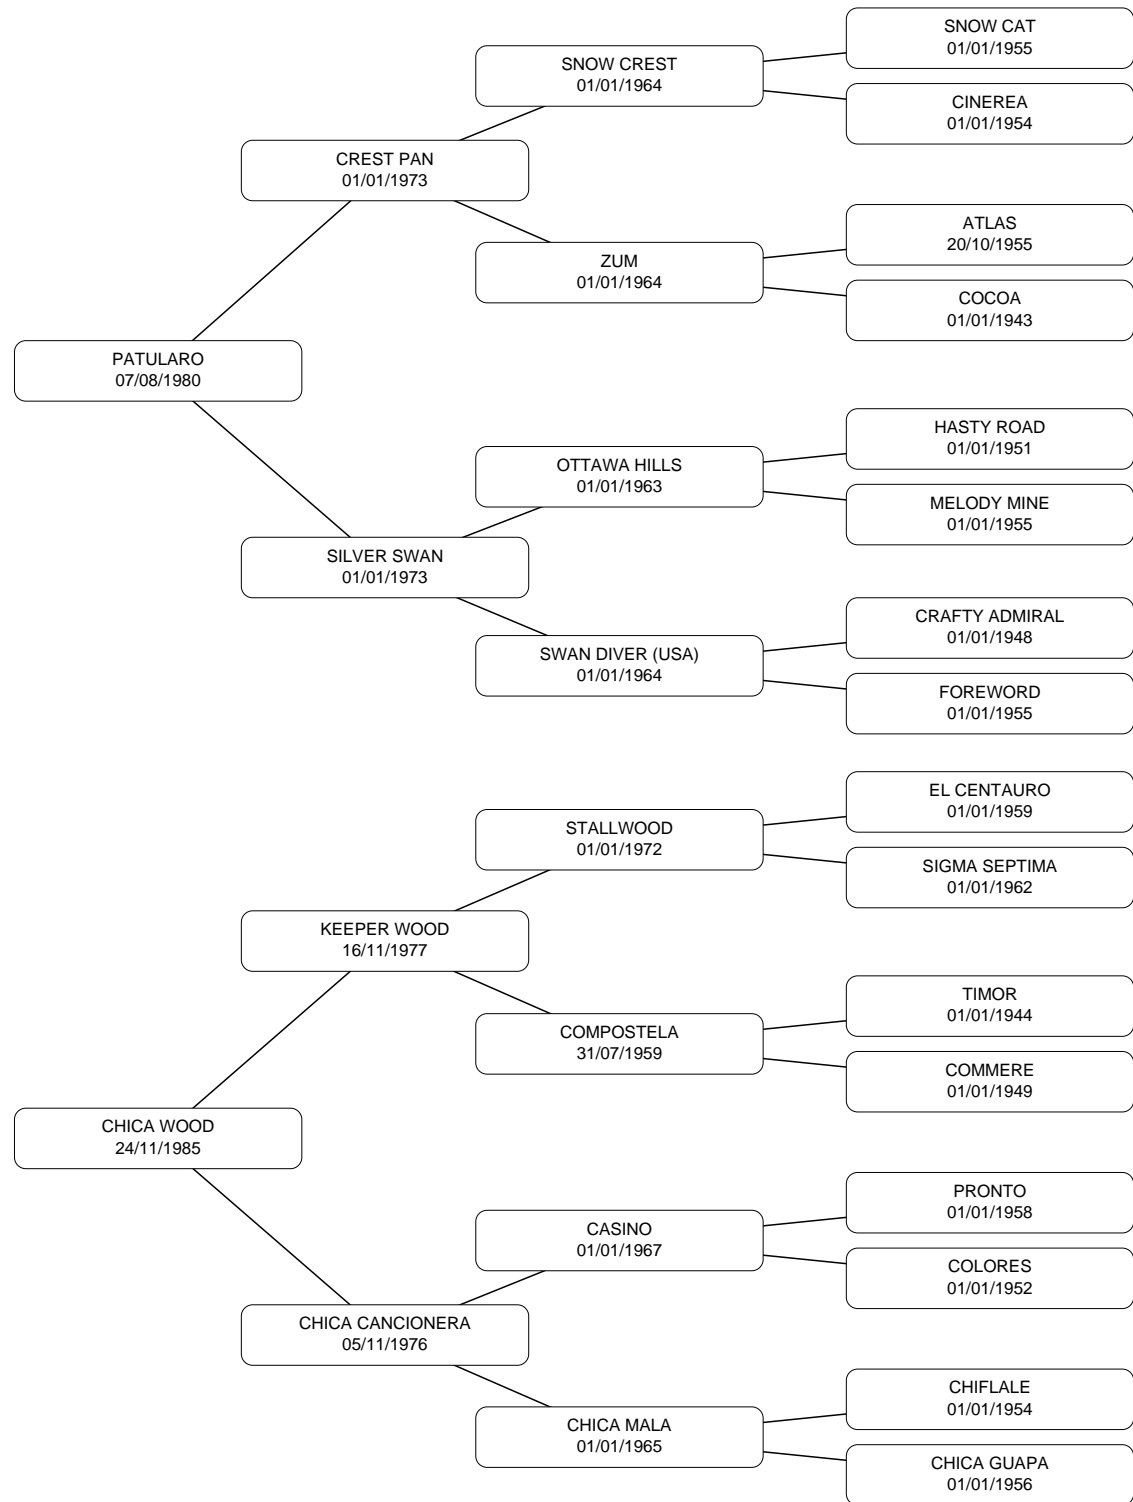 SNOW CAT
01/01/1955
SNOW CREST
01/01/1964
CINEREA
01/01/1954
CREST PAN
01/01/1973
ATLAS
20/10/1955
ZUM
01/01/1964
COCOA
01/01/1943
PATULARO
07/08/1980
HASTY ROAD
01/01/1951
OTTAWA HILLS
01/01/1963
MELODY MINE
01/01/1955
SILVER SWAN
01/01/1973
CRAFTY ADMIRAL
01/01/1948
SWAN DIVER (USA)
01/01/1964
FOREWORD
01/01/1955
EL CENTAURO
01/01/1959
STALLWOOD
01/01/1972
SIGMA SEPTIMA
01/01/1962
KEEPER WOOD
16/11/1977
TIMOR
01/01/1944
COMPOSTELA
31/07/1959
COMMERE
01/01/1949
CHICA WOOD
24/11/1985
PRONTO
01/01/1958
CASINO
01/01/1967
COLORES
01/01/1952
CHICA CANCIONERA
05/11/1976
CHIFLALE
01/01/1954
CHICA MALA
01/01/1965
CHICA GUAPA
01/01/1956